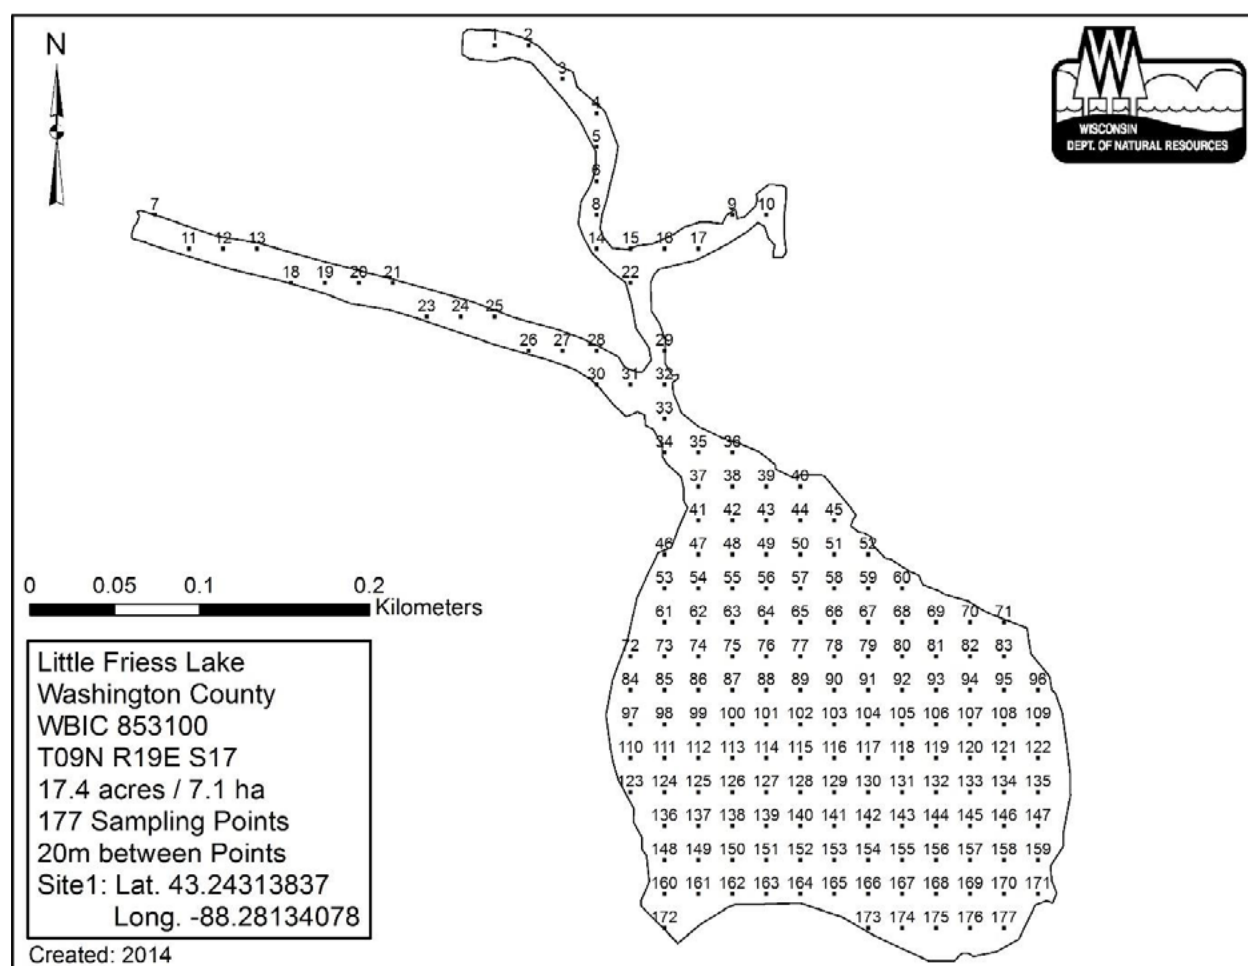 N
WISCONSIN
DEPT. OF NATURAL RESOURCES
1 2
3
4
5
6
7 8 9 10
11 12 13 14 15 16 17
18 19 20 21 22
23 24 25
26 27 28 29
30 31 32
33
34 35 36
37 38 39 40
41 42 43 44 45
46 47 48 49 50 51 52
53 54 55 56 57 58 59 60
61 62 63 64 65 66 67 68 69 70 71
72 73 74 75 76 77 78 79 80 81 82 83
84 85 86 87 88 89 90 91 92 93 94 95 96
97 98 99 100 101 102 103 104 105 106 107 108 109
110 111 112 113 114 115 116 117 118 119 120 121 122
123 124 125 126 127 128 129 130 131 132 133 134 135
136 137 138 139 140 141 142 143 144 145 146 147
148 149 150 151 152 153 154 155 156 157 158 159
160 161 162 163 164 165 166 167 168 169 170 171
172 173 174 175 176 177
0 0.05 0.1 0.2
Kilometers
Little Friess Lake
Washington County
WBIC 853100
T09N R19E S17
17.4 acres / 7.1 ha
177 Sampling Points
20m between Points
Site1: Lat. 43.24313837
Long. -88.28134078
Created: 2014